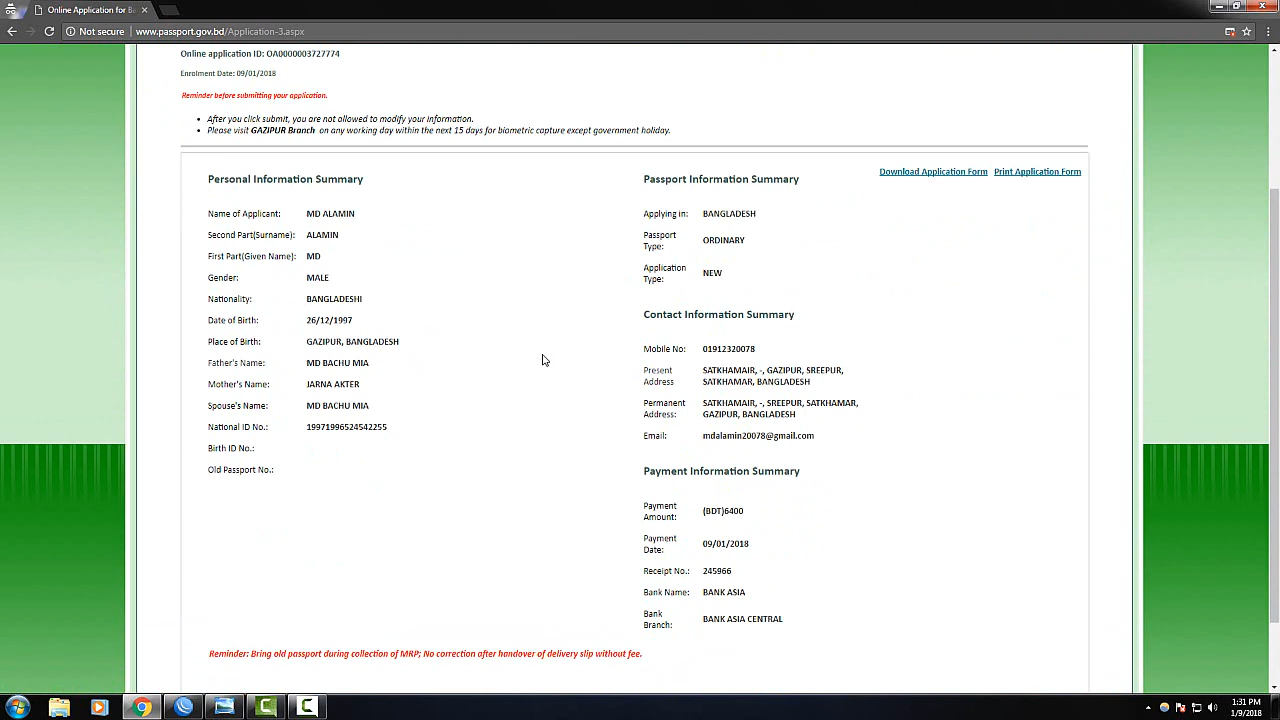 Online Application for Ba
Not secure | www.passport.gov.bd/Application-3.aspx
Online application ID: OA0000003727774
Enrolment Date: 09/01/2018
Reminder before submitting your application.
• After you click submit, you are not allowed to modify your information.
• Please visit GAZIPUR Branch on any working day within the next 15 days for biometric capture except government holiday.
Download Application Form Print Application Form
Personal Information Summary
Name of Applicant: MD ALAMIN
Second Part(Surname): ALAMIN
First Part(Given Name): MD
Gender: MALE
Nationality: BANGLADESHI
Date of Birth: 26/12/1997
Place of Birth: GAZIPUR, BANGLADESH
Father's Name: MD BACHU MIA
Mother's Name: JARNA AKTER
Spouse's Name: MD BACHU MIA
National ID No.: 19971996524542255
Birth ID No.:
Old Passport No.:
Passport Information Summary
Applying in: BANGLADESH
Passport
Type: ORDINARY
Application
Type: NEW
Contact Information Summary
Mobile No: 01912320078
Present SATKHAMAIR, -, GAZIPUR, SREEPUR,
Address SATKHAMAR, BANGLADESH
Permanent SATKHAMAIR, -, SREEPUR, SATKHAMAR,
Address: GAZIPUR, BANGLADESH
Email: mdalamin20078@gmail.com
Payment Information Summary
Payment
Amount: (BDT)6400
Payment
Date: 09/01/2018
Receipt No.: 245966
Bank Name: BANK ASIA
Bank
Branch: BANK ASIA CENTRAL
Reminder: Bring old passport during collection of MRP; No correction after handover of delivery slip without fee.
1:31 PM
1/9/2018